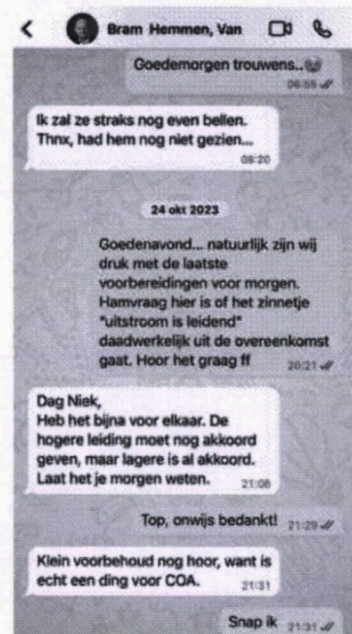 Bram Hemmen, Van
Goedemorgen trouwens..
06:55
Ik zal ze straks nog even bellen.
Thnx, had hem nog niet gezien...
08:20
24 okt 2023
Goedenavond... natuurlijk zijn wij
druk met de laatste
voorbereidingen voor morgen.
Hamvraag hier is of het zinnetje
"uitstroom is leidend"
daadwerkelijk uit de overeenkomst
gaat. Hoor het graag ff
20:21
Dag Niek,
Heb het bijna voor elkaar. De
hogere leiding moet nog akkoord
geven, maar lagere is al akkoord.
Laat het je morgen weten.
21:08
Top, onwijs bedankt!
21:29
Klein voorbehoud nog hoor, want is
echt een ding voor COA.
21:31
Snap ik
21:31